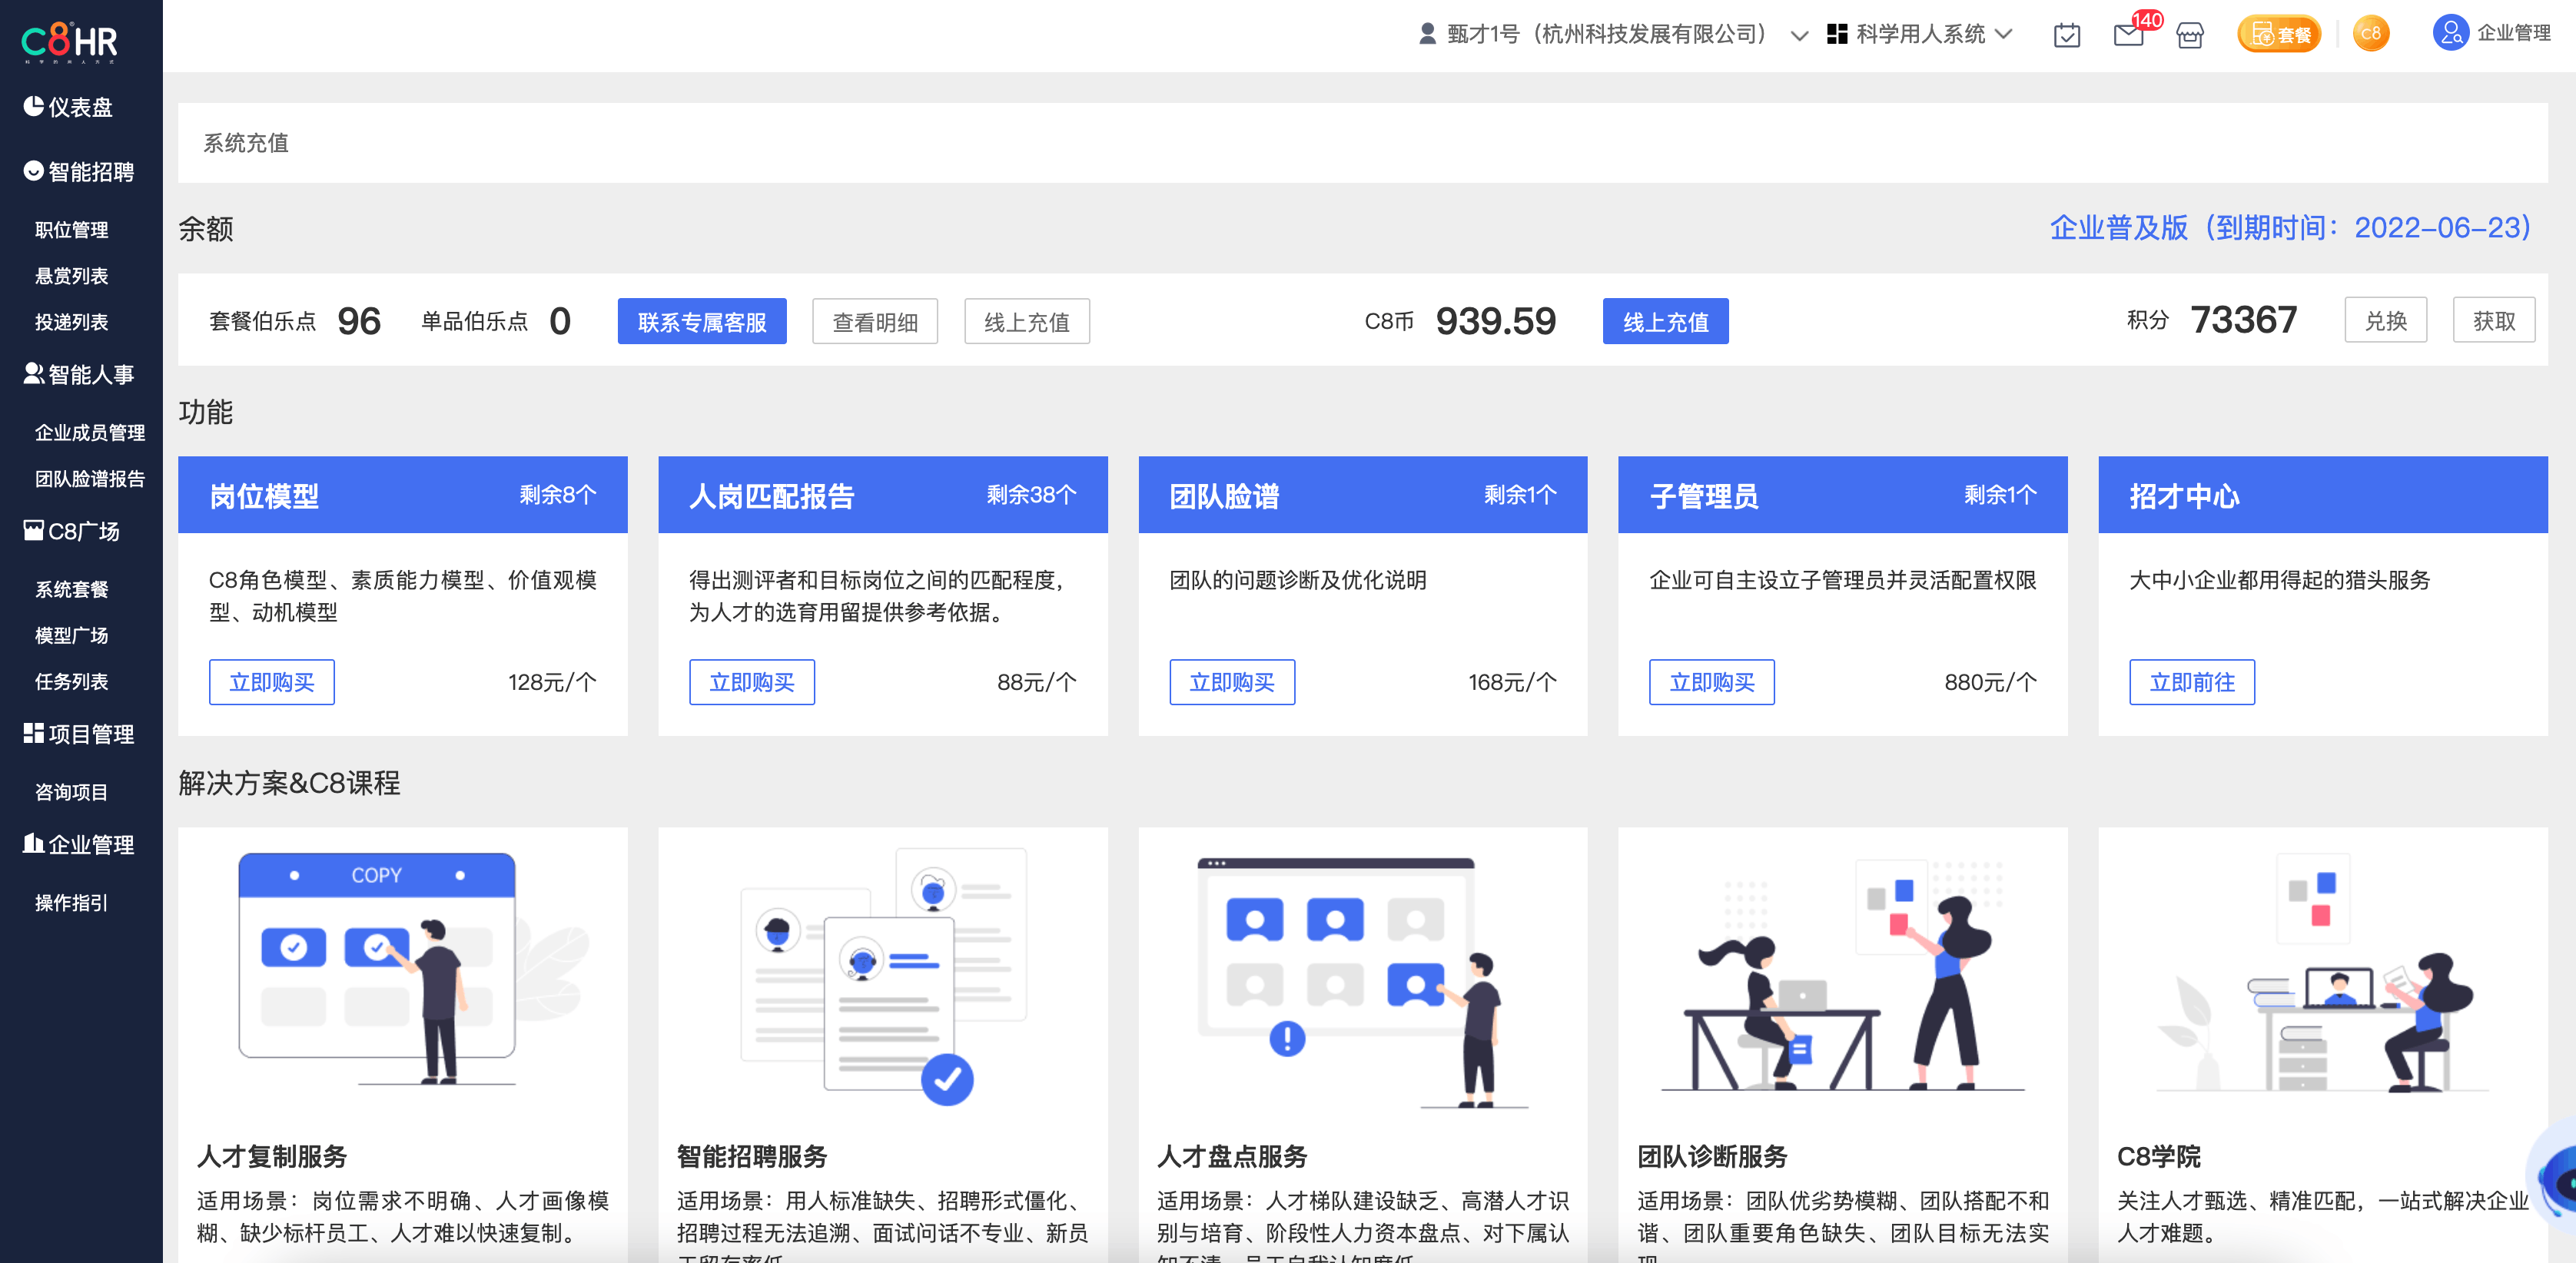 C8HR
科学的用人方式
甄才1号（杭州科技发展有限公司）
科学用人系统
140
套餐
C8
企业管理
仪表盘
智能招聘
职位管理
悬赏列表
投递列表
智能人事
企业成员管理
团队脸谱报告
C8广场
系统套餐
模型广场
任务列表
项目管理
咨询项目
企业管理
操作指引
系统充值
余额
企业普及版（到期时间：2022-06-23）
套餐伯乐点 96 单品伯乐点 0 联系专属客服 查看明细 线上充值
C8币 939.59 线上充值
积分 73367 兑换 获取
功能
岗位模型 剩余8个
C8角色模型、素质能力模型、价值观模
型、动机模型
立即购买 128元/个
人岗匹配报告 剩余38个
得出测评者和目标岗位之间的匹配程度，
为人才的选育用留提供参考依据。
立即购买 88元/个
团队脸谱 剩余1个
团队的问题诊断及优化说明
立即购买 168元/个
子管理员 剩余1个
企业可自主设立子管理员并灵活配置权限
立即购买 880元/个
招才中心
大中小企业都用得起的猎头服务
立即前往
解决方案&C8课程
COPY
人才复制服务
适用场景：岗位需求不明确、人才画像模
糊、缺少标杆员工、人才难以快速复制。
智能招聘服务
适用场景：用人标准缺失、招聘形式僵化、
招聘过程无法追溯、面试问话不专业、新员
工留存率低
人才盘点服务
适用场景：人才梯队建设缺乏、高潜人才识
别与培育、阶段性人力资本盘点、对下属认
知不清、员工自我认知度低
团队诊断服务
适用场景：团队优劣势模糊、团队搭配不和
谐、团队重要角色缺失、团队目标无法实
现
C8学院
关注人才甄选、精准匹配，一站式解决企业
人才难题。